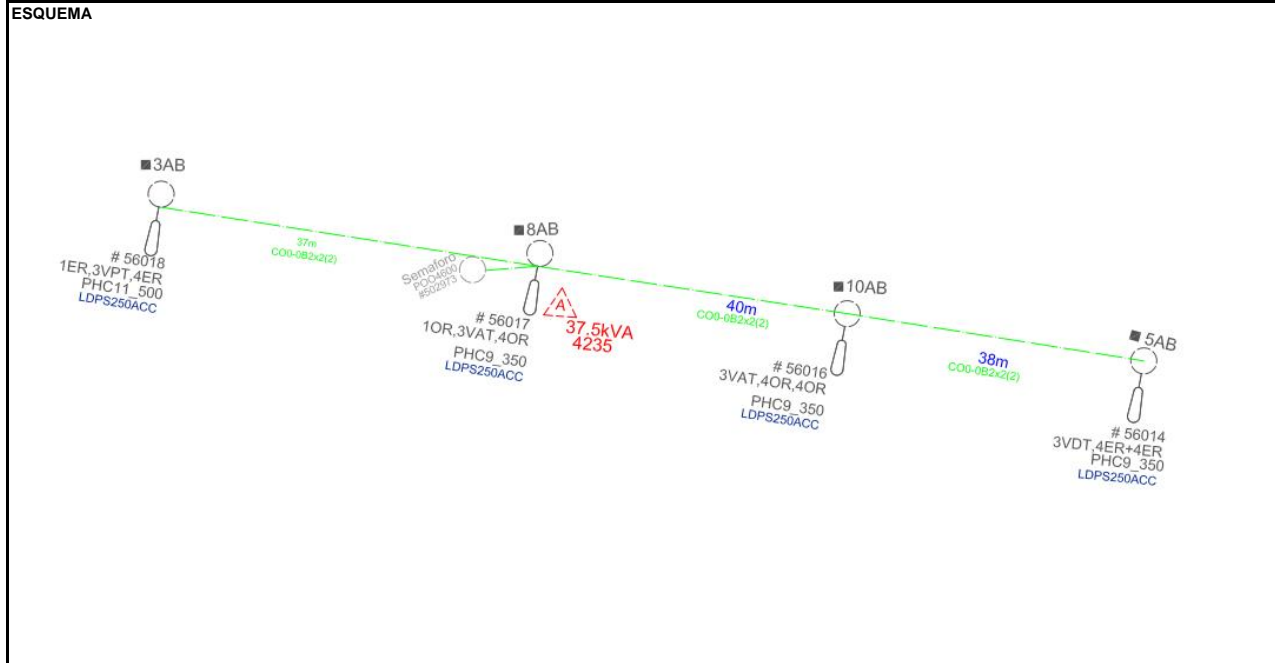 ESQUEMA
■3AB
# 56018
1ER,3VPT,4ER
PHC11_500
LDPS250ACC
37m
CO0-0B2x2(2)
■8AB
Semaforo
POO4600
#502973
# 56017
1OR,3VAT,4OR
PHC9_350
LDPS250ACC
A
37.5kVA
4235
40m
CO0-0B2x2(2)
■10AB
# 56016
3VAT,4OR,4OR
PHC9_350
LDPS250ACC
38m
CO0-0B2x2(2)
■ 5AB
# 56014
3VDT,4ER+4ER
PHC9_350
LDPS250ACC